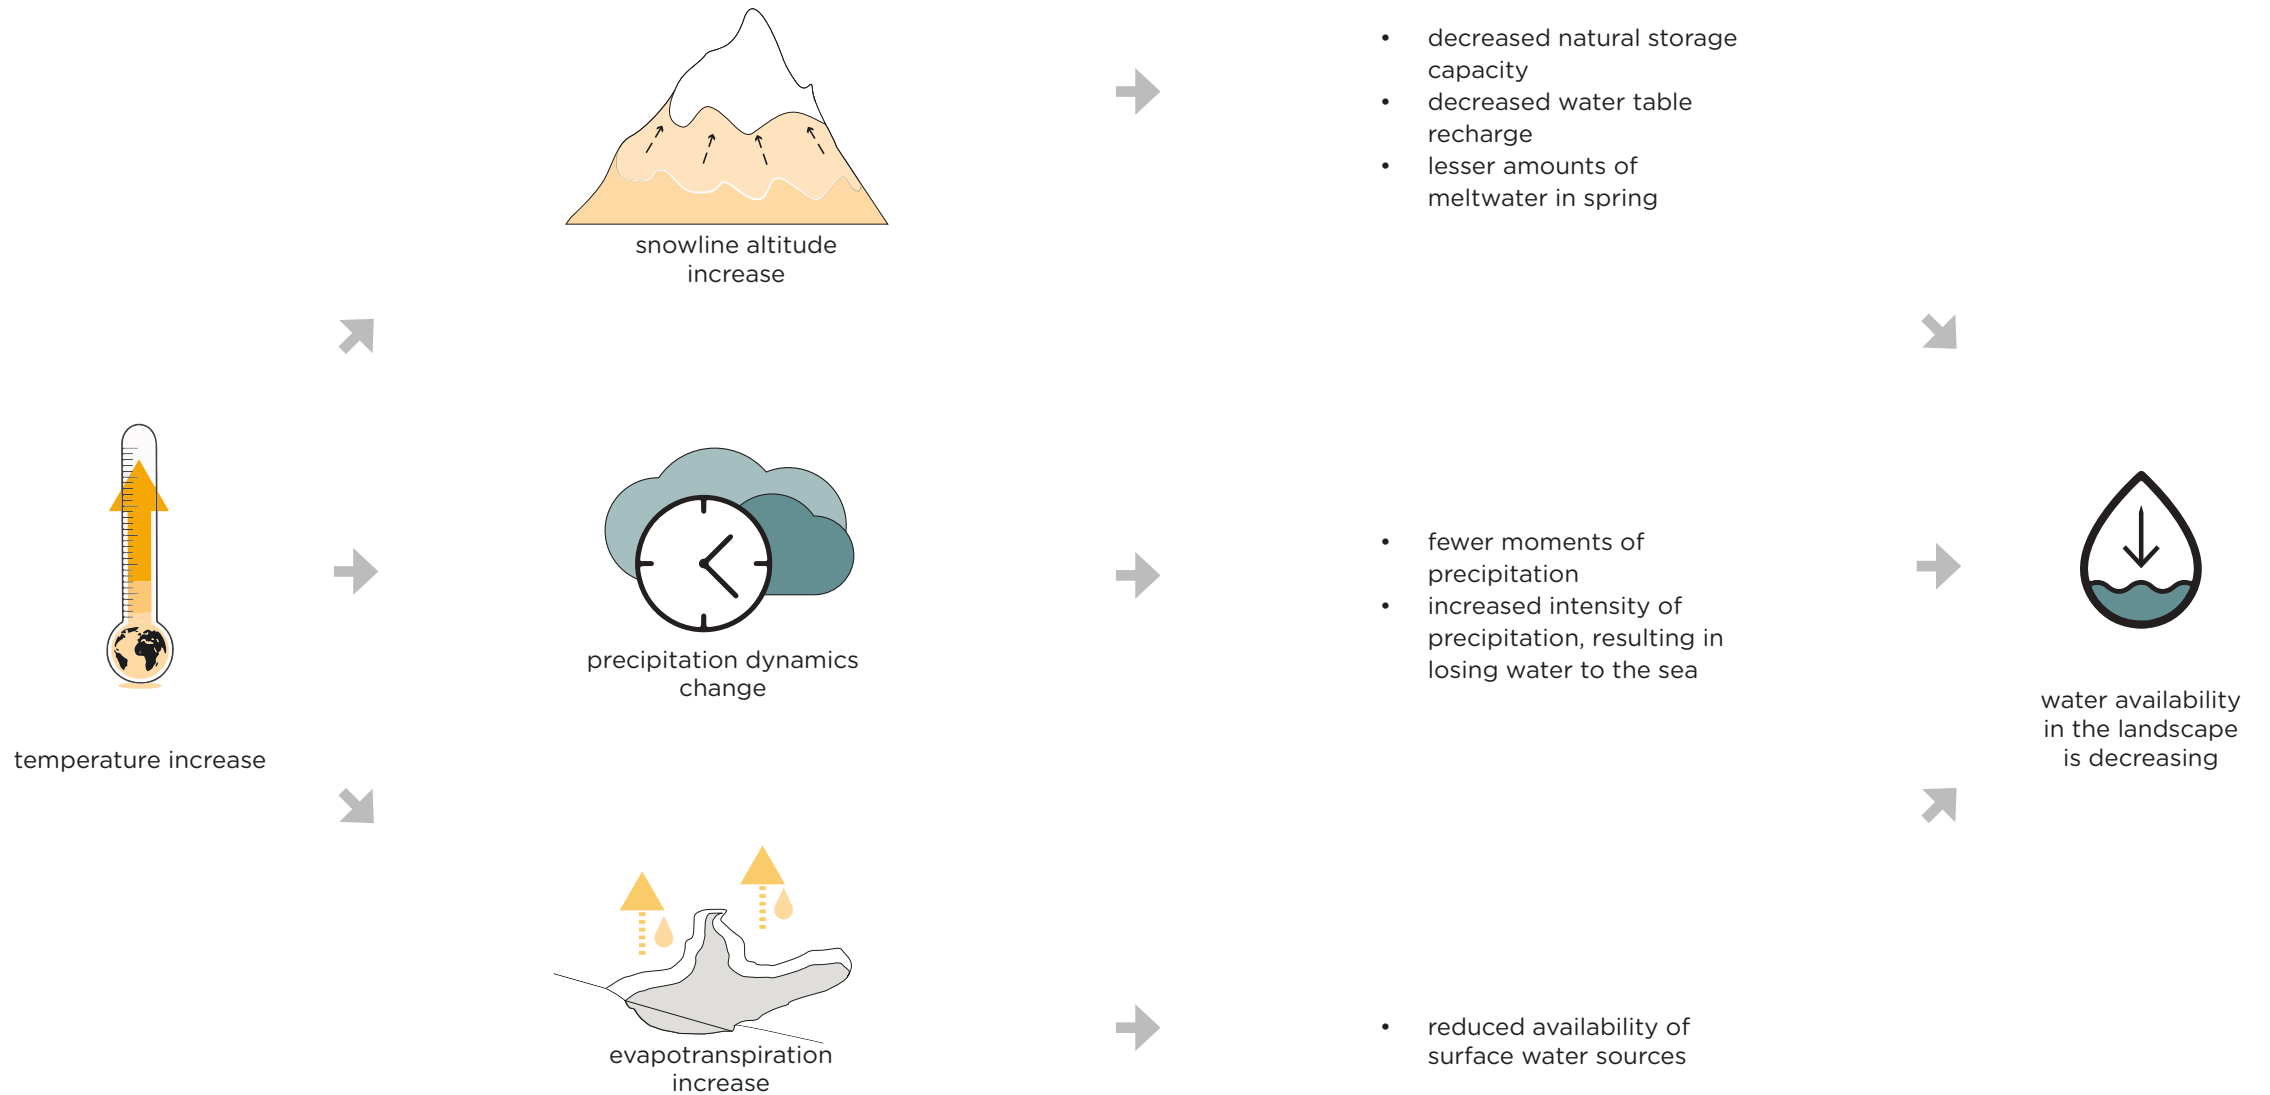 • decreased natural storage
capacity
• decreased water table
recharge
• lesser amounts of
meltwater in spring
snowline altitude
increase
temperature increase
precipitation dynamics
change
• fewer moments of
precipitation
• increased intensity of
precipitation, resulting in
losing water to the sea
water availability
in the landscape
is decreasing
evapotranspiration
increase
• reduced availability of
surface water sources